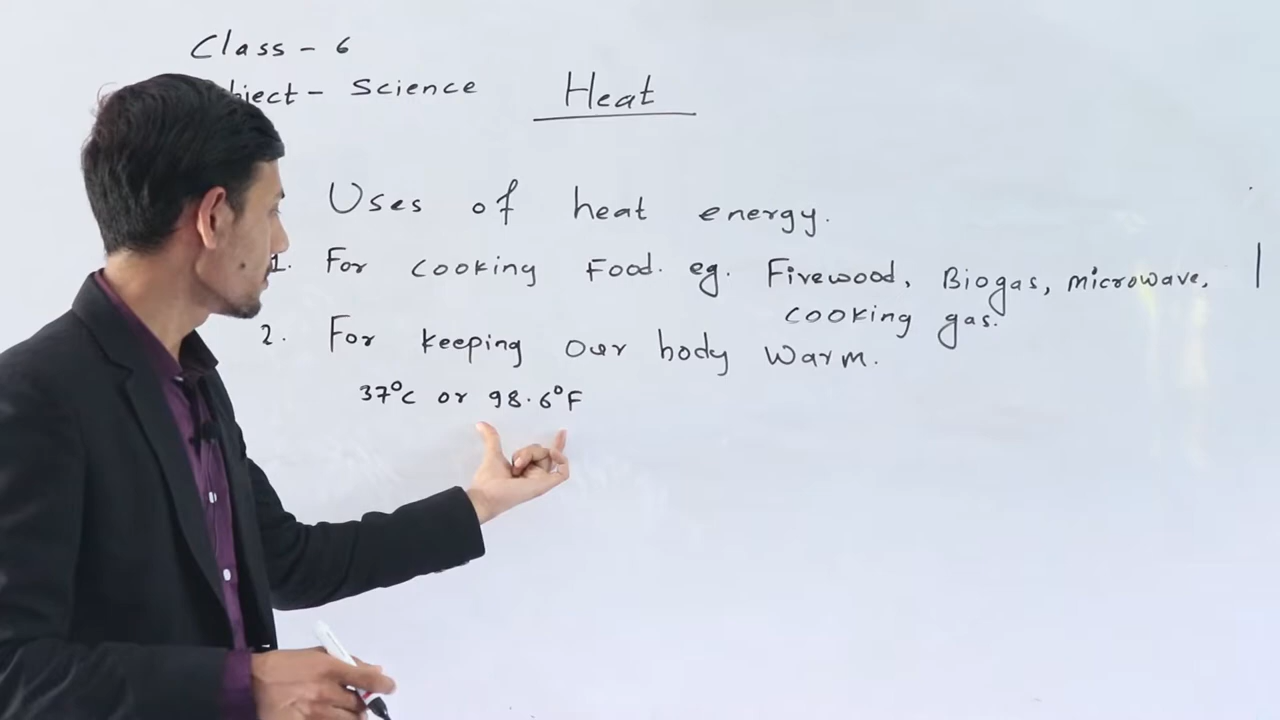 Class - 6
bject - Science
Heat
Uses of heat energy.
1. For cooking Food. eg. Firewood, Biogas, microwave,
cooking gas.
2. For keeping our body warm.
37°C or 98.6°F